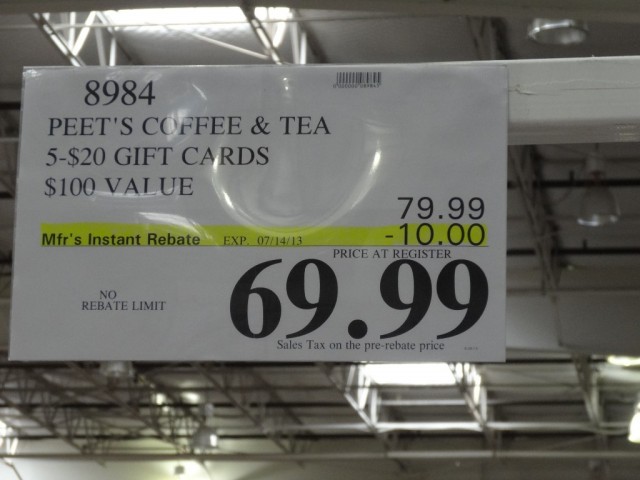 8984
PEET'S COFFEE & TEA
5-$20 GIFT CARDS
$100 VALUE
79.99
Mfr's Instant Rebate EXP. 07/14/13 -10.00
PRICE AT REGISTER
NO
REBATE LIMIT
69.99
Sales Tax on the pre-rebate price